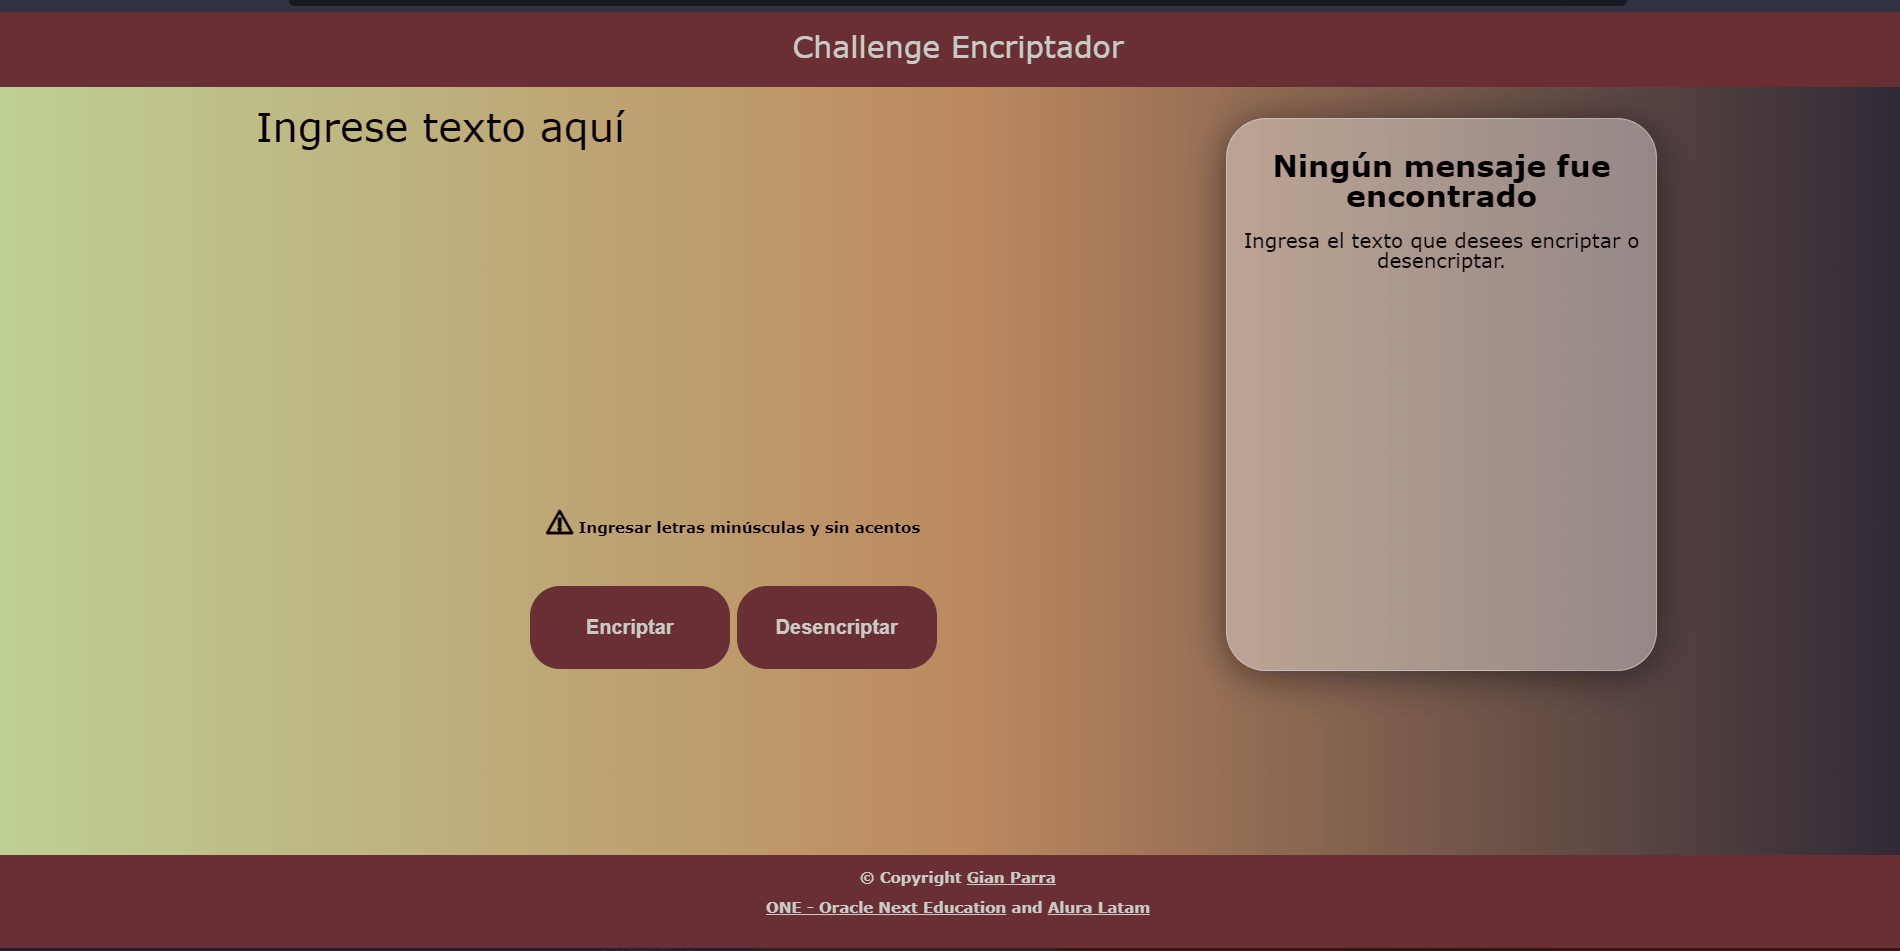 Challenge Encriptador
Ingrese texto aquí
Ningún mensaje fue
encontrado
Ingresa el texto que desees encriptar o
desencriptar.
Ingresar letras minúsculas y sin acentos
Encriptar
Desencriptar
© Copyright Gian Parra
ONE - Oracle Next Education and Alura Latam